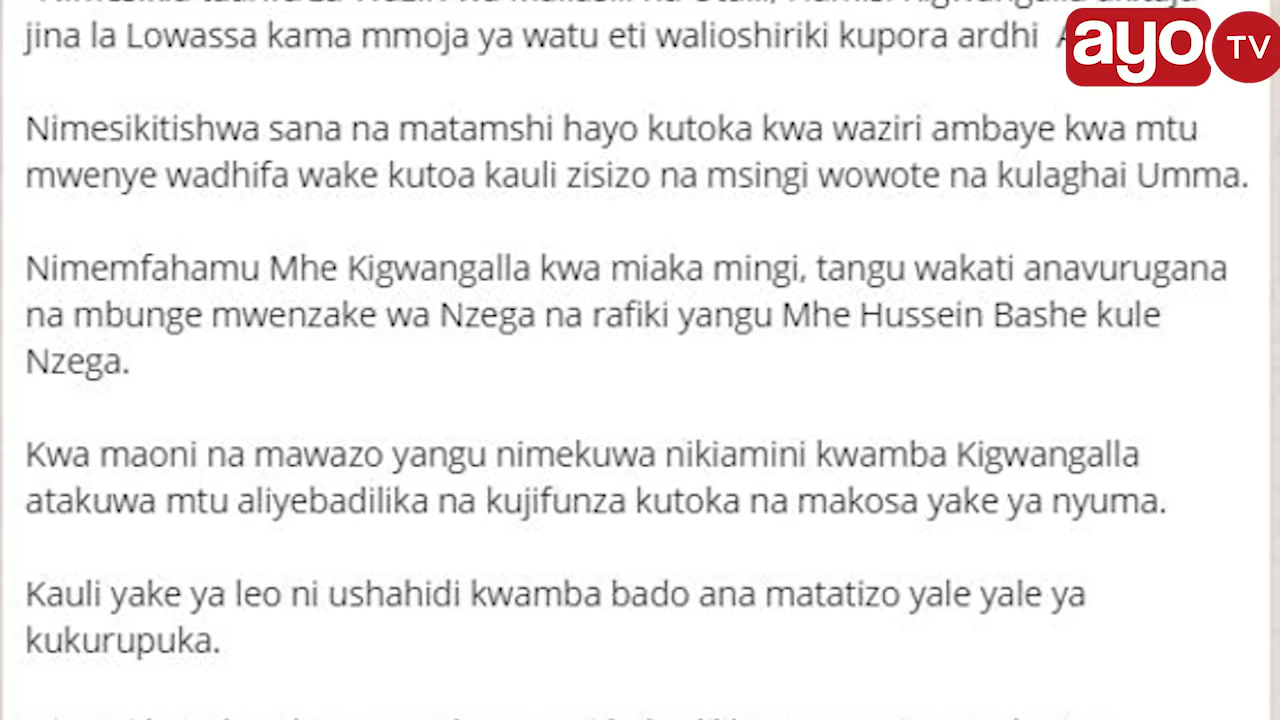 jina la Lowassa kama mmoja ya watu eti walioshiriki kupora ardhi
ayo TV
Nimesikitishwa sana na matamshi hayo kutoka kwa waziri ambaye kwa mtu
mwenye wadhifa wake kutoa kauli zisizo na msingi wowote na kulaghai Umma.
Nimemfahamu Mhe Kigwangalla kwa miaka mingi, tangu wakati anavurugana
na mbunge mwenzake wa Nzega na rafiki yangu Mhe Hussein Bashe kule
Nzega.
Kwa maoni na mawazo yangu nimekuwa nikiamini kwamba Kigwangalla
atakuwa mtu aliyebadilika na kujifunza kutoka na makosa yake ya nyuma.
Kauli yake ya leo ni ushahidi kwamba bado ana matatizo yale yale ya
kukurupuka.